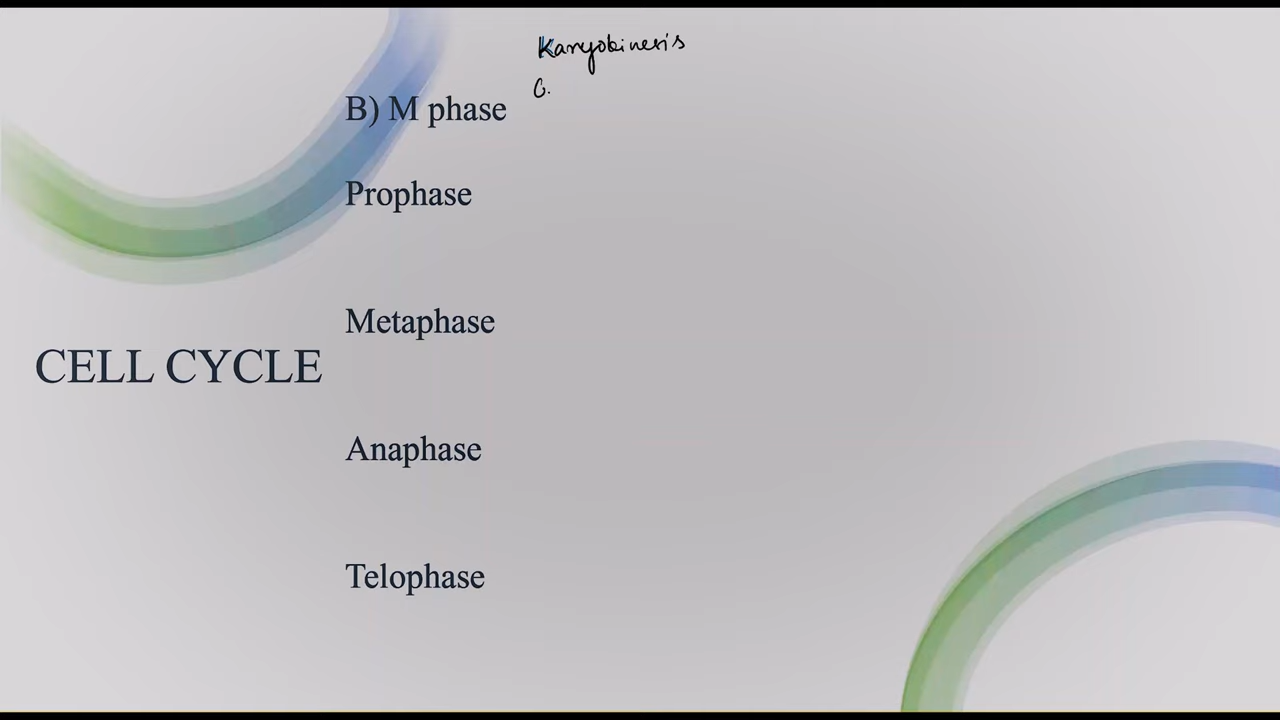 Karyokinesis
C.
B) M phase
Prophase
Metaphase
CELL CYCLE
Anaphase
Telophase